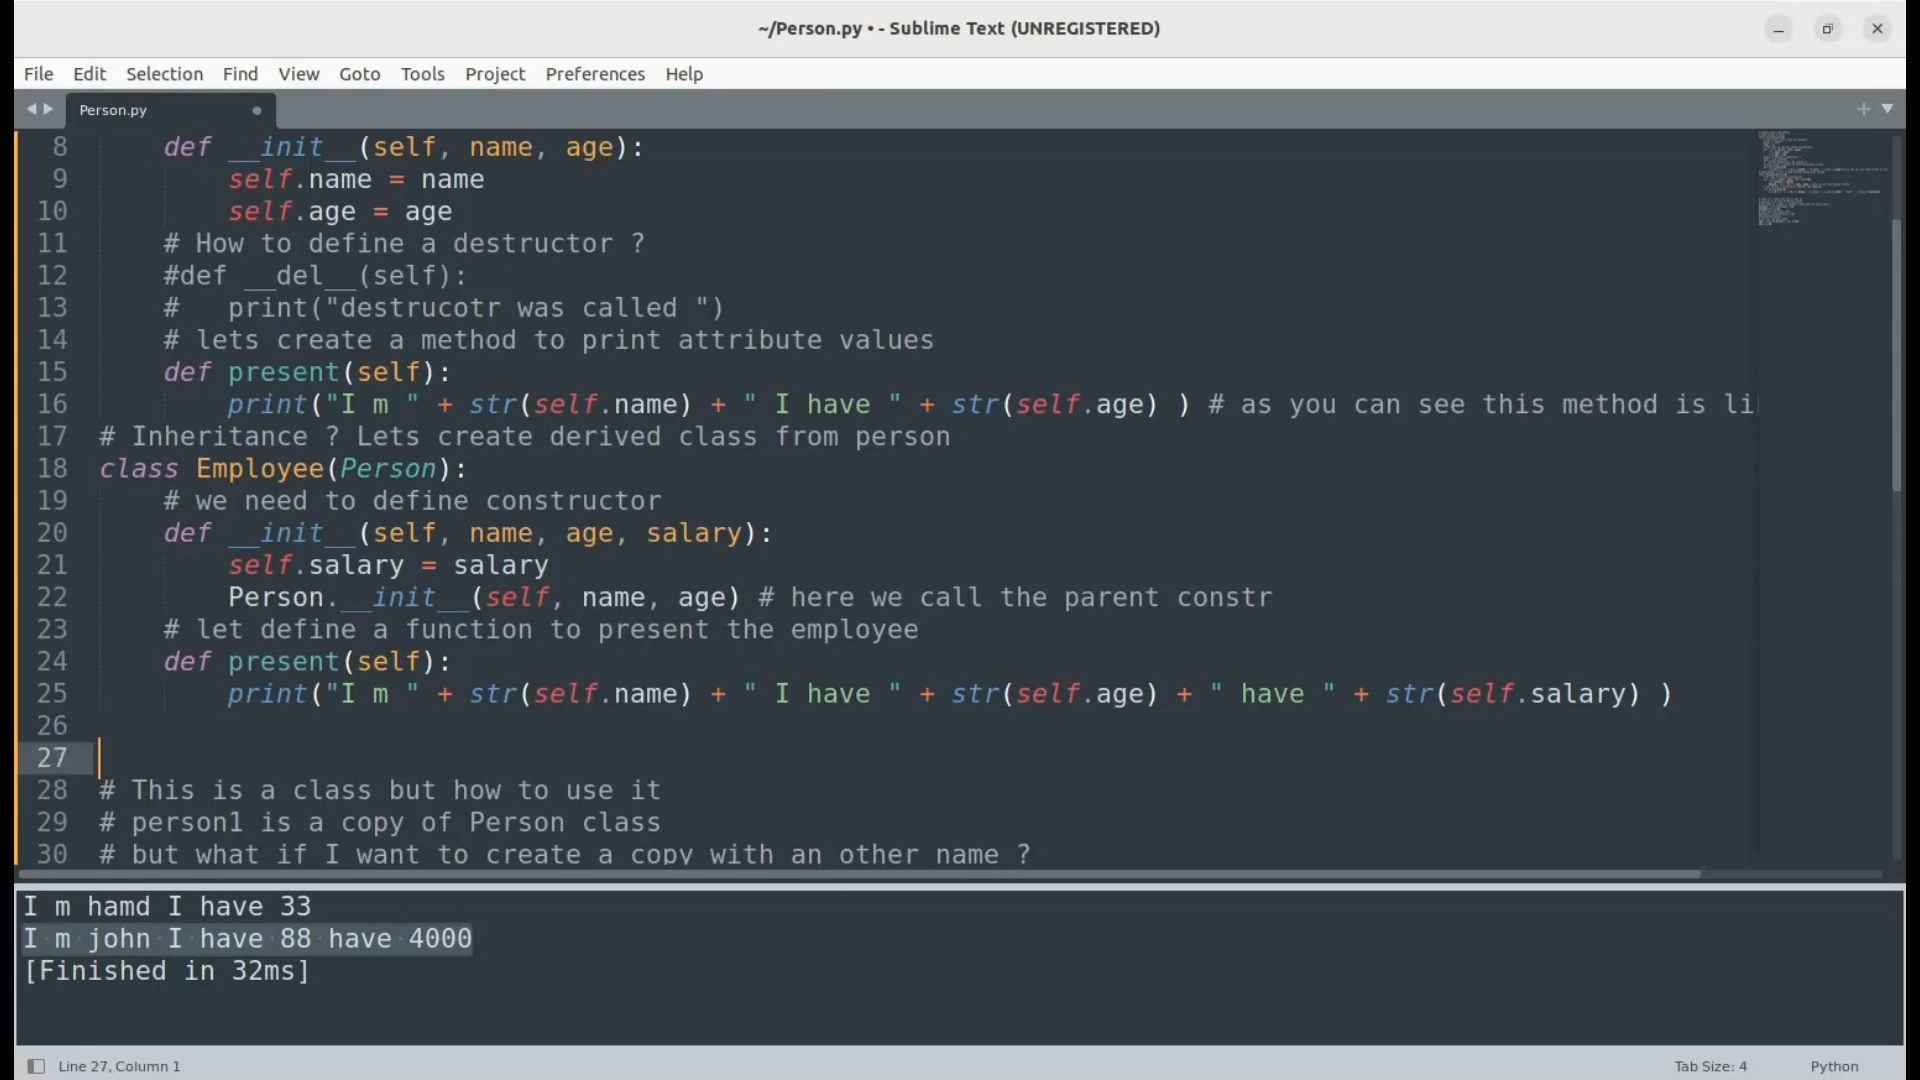 ~/Person.py • - Sublime Text (UNREGISTERED)
File Edit Selection Find View Goto Tools Project Preferences Help
Person.py
8 def __init__(self, name, age):
9 self.name = name
10 self.age = age
11 # How to define a destructor ?
12 #def __del__(self):
13 # print("destrucotr was called ")
14 # lets create a method to print attribute values
15 def present(self):
16 print("I m " + str(self.name) + " I have " + str(self.age) ) # as you can see this method is li
17 # Inheritance ? Lets create derived class from person
18 class Employee(Person):
19 # we need to define constructor
20 def __init__(self, name, age, salary):
21 self.salary = salary
22 Person.__init__(self, name, age) # here we call the parent constr
23 # let define a function to present the employee
24 def present(self):
25 print("I m " + str(self.name) + " I have " + str(self.age) + " have " + str(self.salary) )
26
27
28 # This is a class but how to use it
29 # person1 is a copy of Person class
30 # but what if I want to create a copy with an other name ?
I m hamd I have 33
I m john I have 88 have 4000
[Finished in 32ms]
Line 27, Column 1 Tab Size: 4 Python